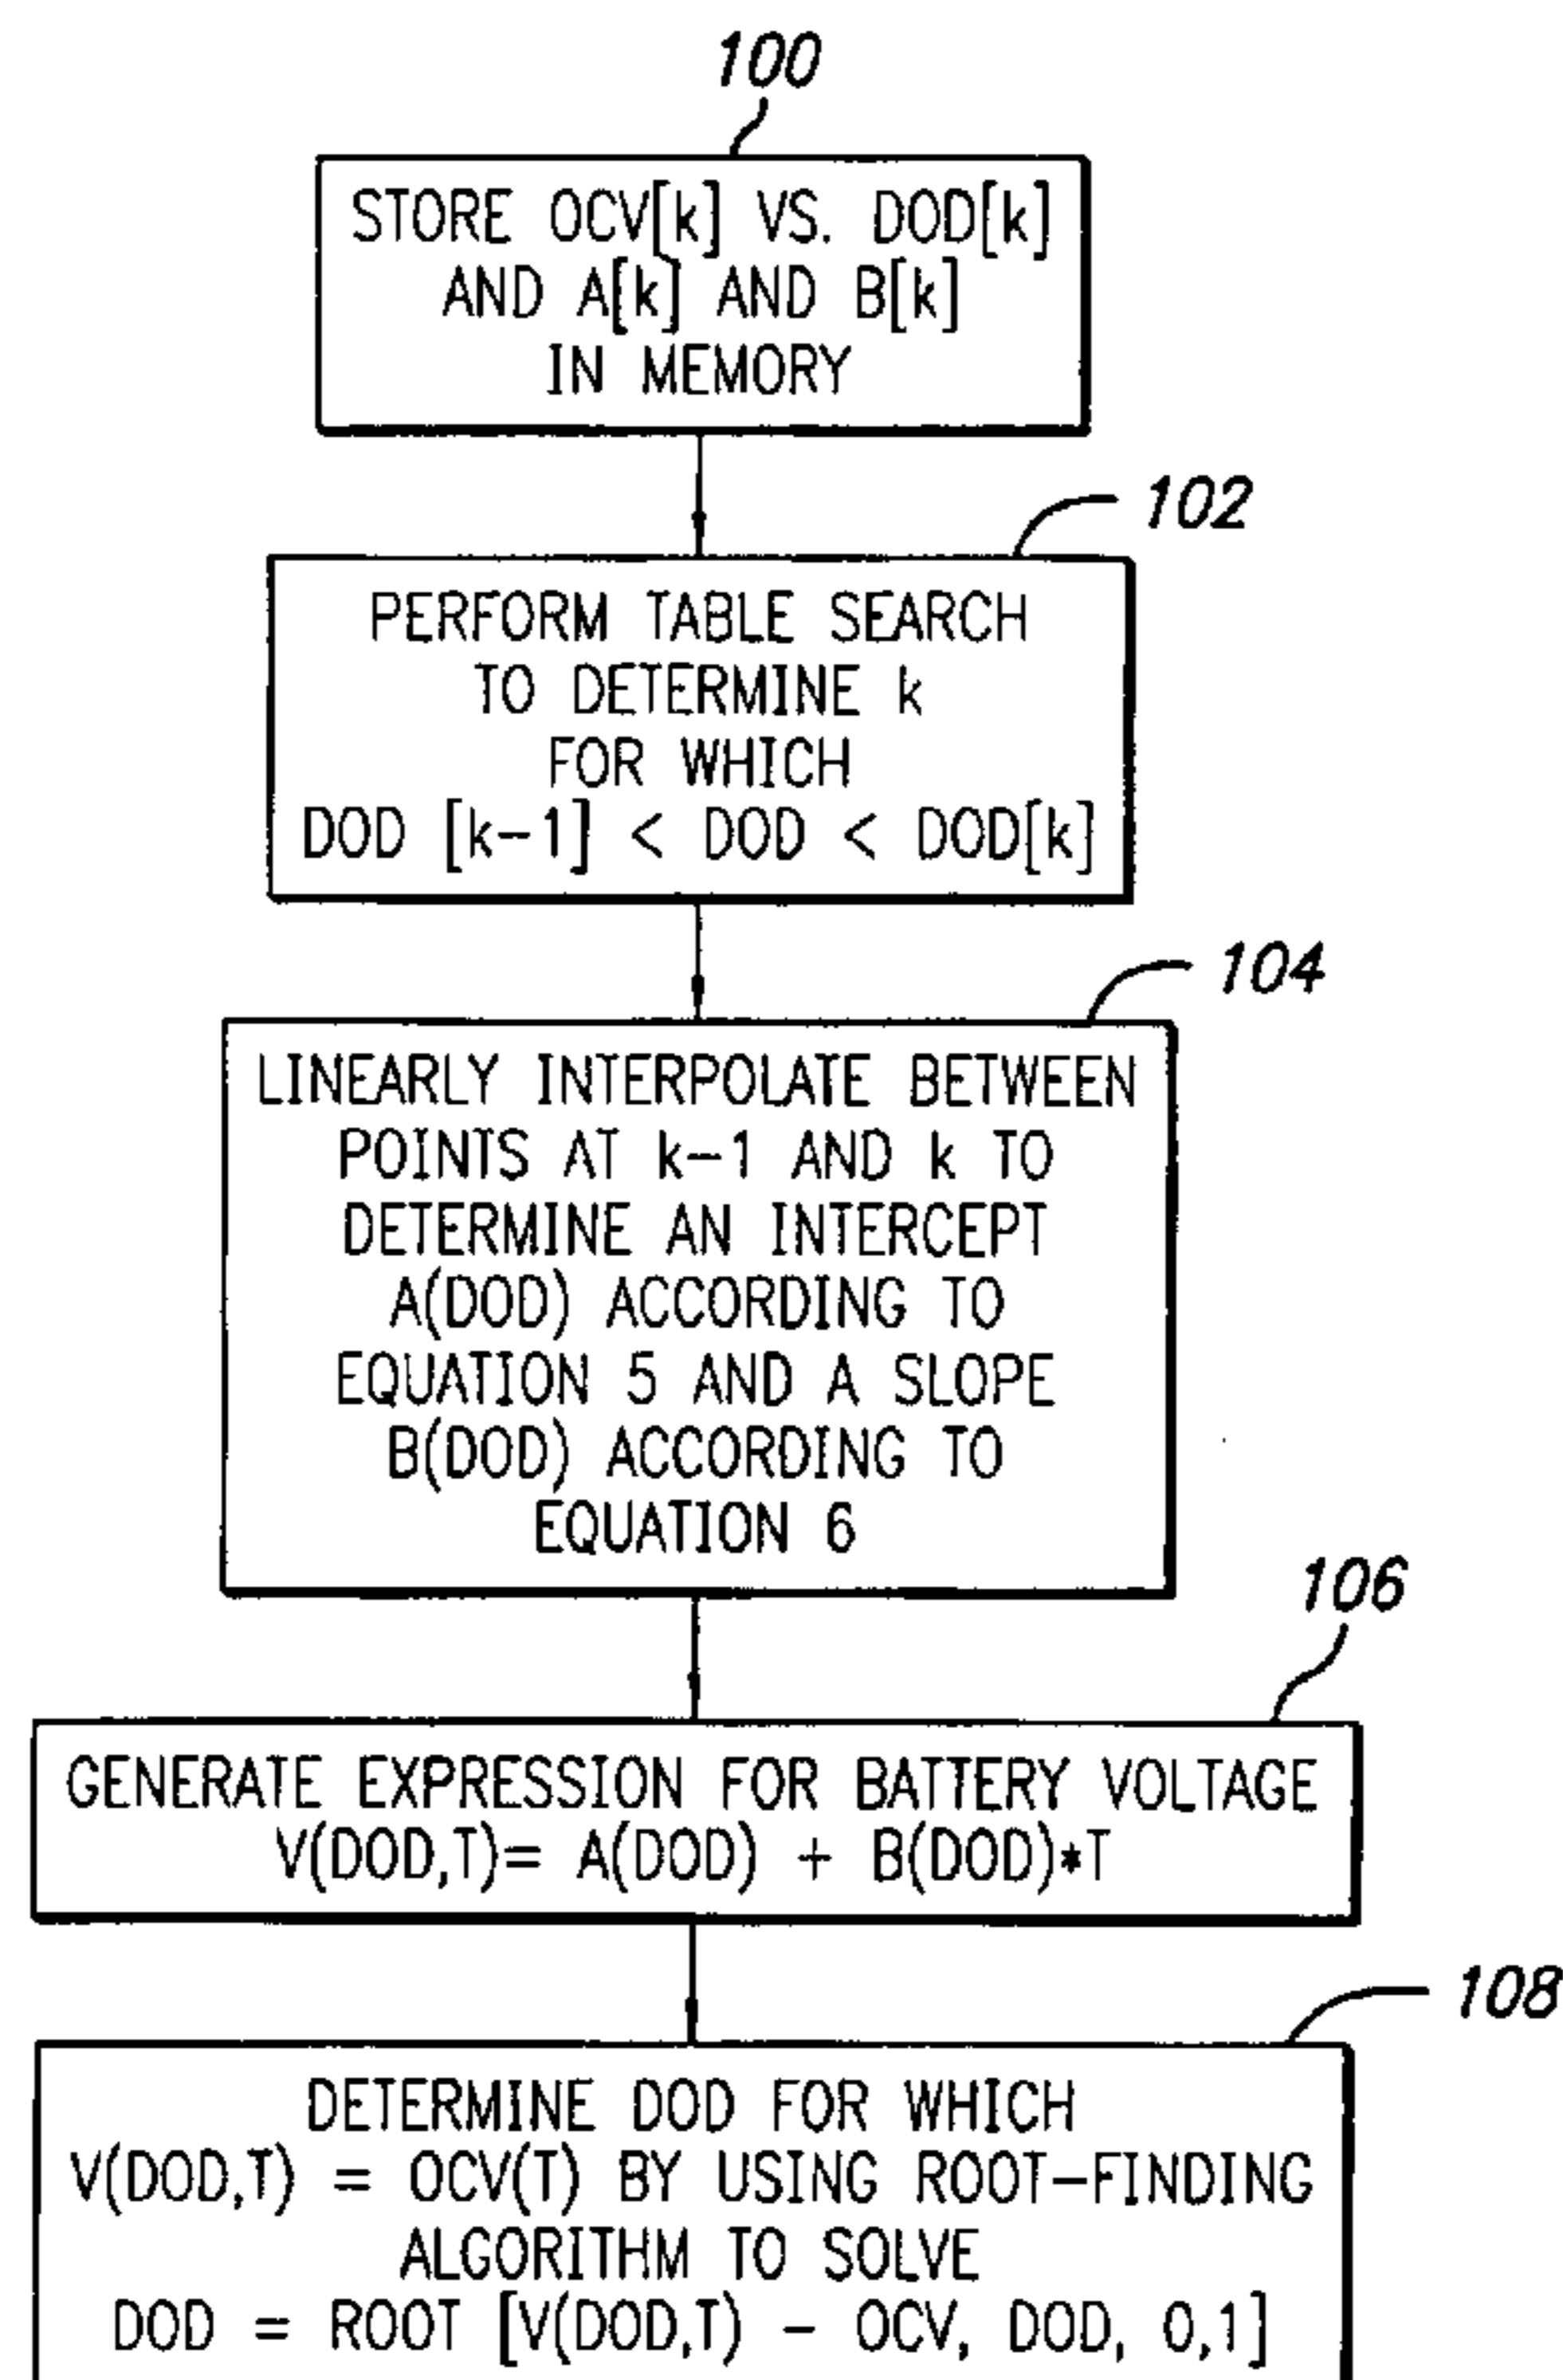 100
STORE OCV[k] VS. DOD[k]
AND A[k] AND B[k]
IN MEMORY
102
PERFORM TABLE SEARCH
TO DETERMINE k
FOR WHICH
DOD [k-1] < DOD < DOD[k]
104
LINEARLY INTERPOLATE BETWEEN
POINTS AT k-1 AND k TO
DETERMINE AN INTERCEPT
A(DOD) ACCORDING TO
EQUATION 5 AND A SLOPE
B(DOD) ACCORDING TO
EQUATION 6
106
GENERATE EXPRESSION FOR BATTERY VOLTAGE
V(DOD,T)= A(DOD) + B(DOD)*T
108
DETERMINE DOD FOR WHICH
V(DOD,T) = OCV(T) BY USING ROOT-FINDING
ALGORITHM TO SOLVE
DOD = ROOT [V(DOD,T) - OCV, DOD, 0,1]